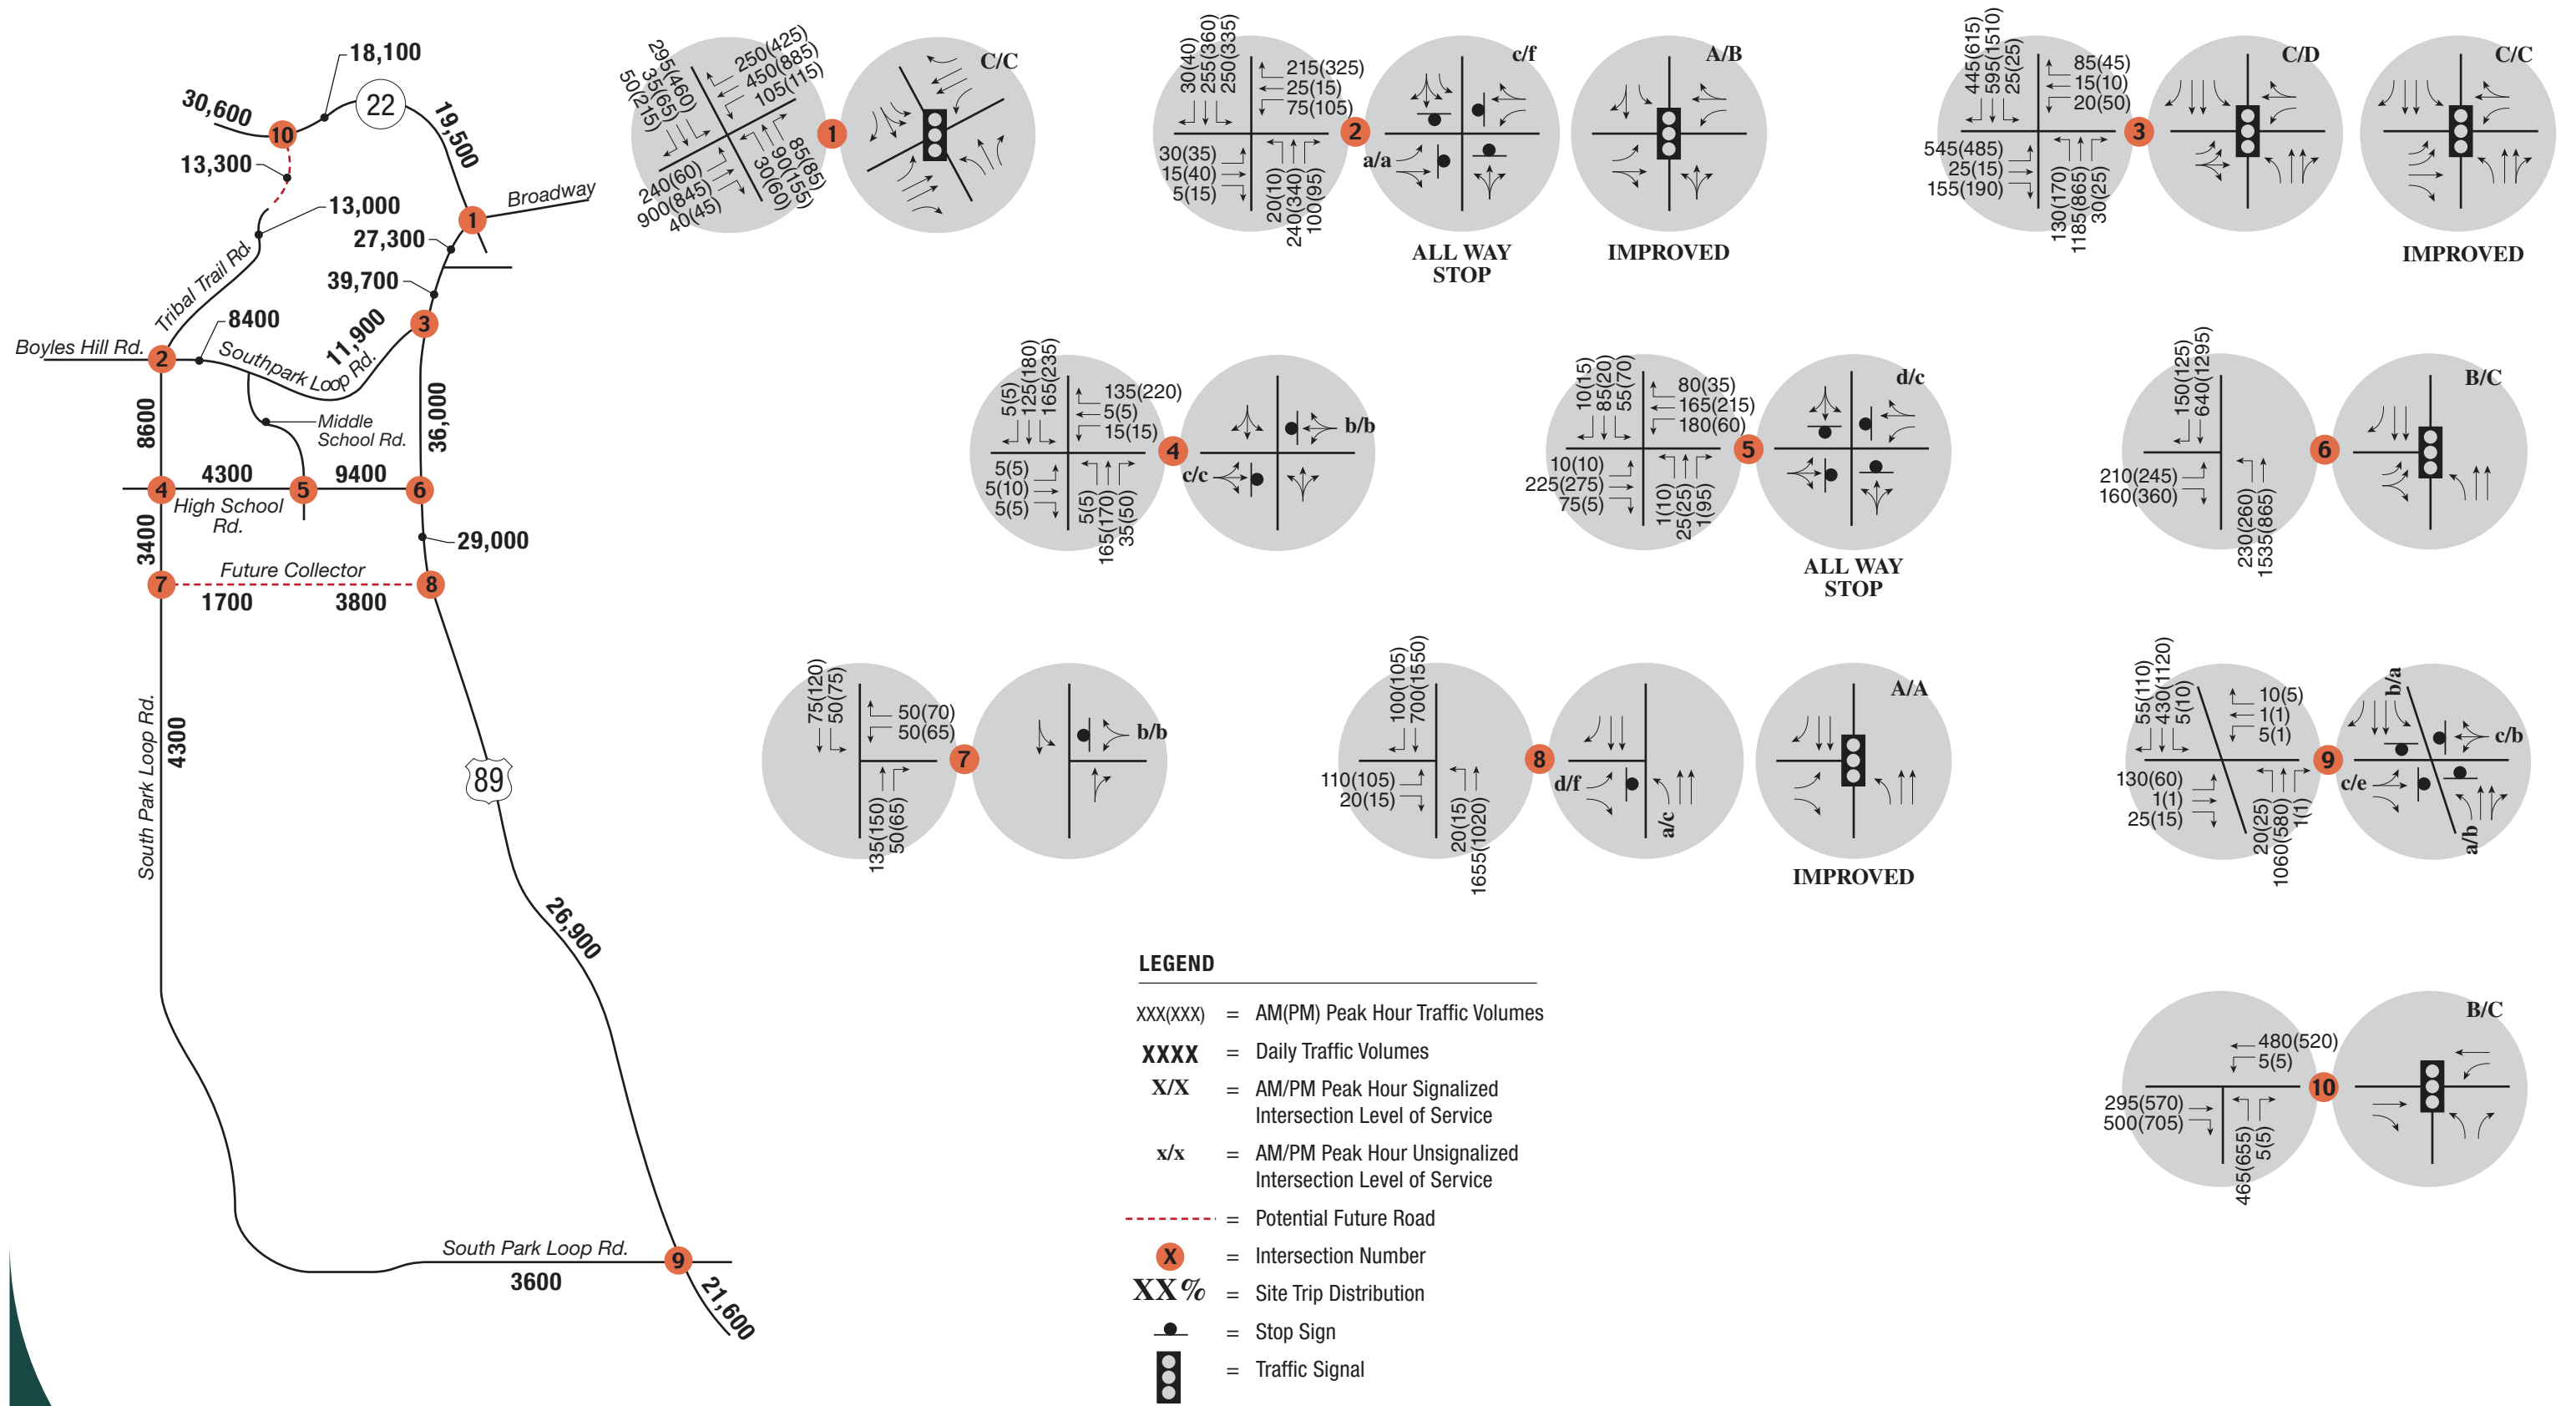 18,100
30,600
22
10
19,500
13,300
13,000
Broadway
1
27,300
Tribal Trail Rd.
39,700
3
8400
11,900
Boyles Hill Rd.
2
Southpark Loop Rd.
8600
Middle
School Rd.
36,000
4300
9400
4
5
6
High School
Rd.
3400
29,000
Future Collector
7
8
1700
3800
South Park Loop Rd.
4300
89
26,900
South Park Loop Rd.
9
3600
21,600
295(460)
35(65)
50(215)
250(425)
450(885)
105(115)
240(60)
900(845)
40(45)
85(85)
900(155)
30(60)
1
C/C
30(40)
255(360)
250(335)
215(325)
25(15)
75(105)
30(35)
15(40)
5(15)
20(10)
240(340)
100(95)
2
c/f
a/a
ALL WAY
STOP
A/B
IMPROVED
445(615)
595(1510)
25(25)
85(45)
15(10)
20(50)
545(485)
25(15)
155(190)
130(170)
1185(865)
30(25)
3
C/D
C/C
IMPROVED
5(5)
125(180)
165(235)
135(220)
5(5)
15(15)
5(5)
5(10)
5(5)
5(5)
165(170)
35(50)
4
b/b
c/c
10(15)
85(20)
55(70)
80(35)
165(215)
180(60)
10(10)
225(275)
75(5)
1(10)
25(25)
1(95)
5
d/c
ALL WAY
STOP
150(125)
640(1295)
210(245)
160(360)
230(260)
1535(865)
6
B/C
75(120)
50(75)
50(70)
50(65)
135(150)
50(65)
7
b/b
100(105)
700(1550)
110(105)
20(15)
20(15)
1655(1020)
8
d/f
a/c
A/A
IMPROVED
55(110)
430(1120)
5(10)
10(5)
1(1)
5(1)
130(60)
1(1)
25(15)
20(25)
1060(580)
1(1)
9
b/a
c/b
c/e
a/b
480(520)
5(5)
295(570)
500(705)
465(655)
5(5)
10
B/C
LEGEND
XXX(XXX) = AM(PM) Peak Hour Traffic Volumes
XXXX = Daily Traffic Volumes
X/X = AM/PM Peak Hour Signalized
Intersection Level of Service
x/x = AM/PM Peak Hour Unsignalized
Intersection Level of Service
= Potential Future Road
X = Intersection Number
XX% = Site Trip Distribution
= Stop Sign
= Traffic Signal